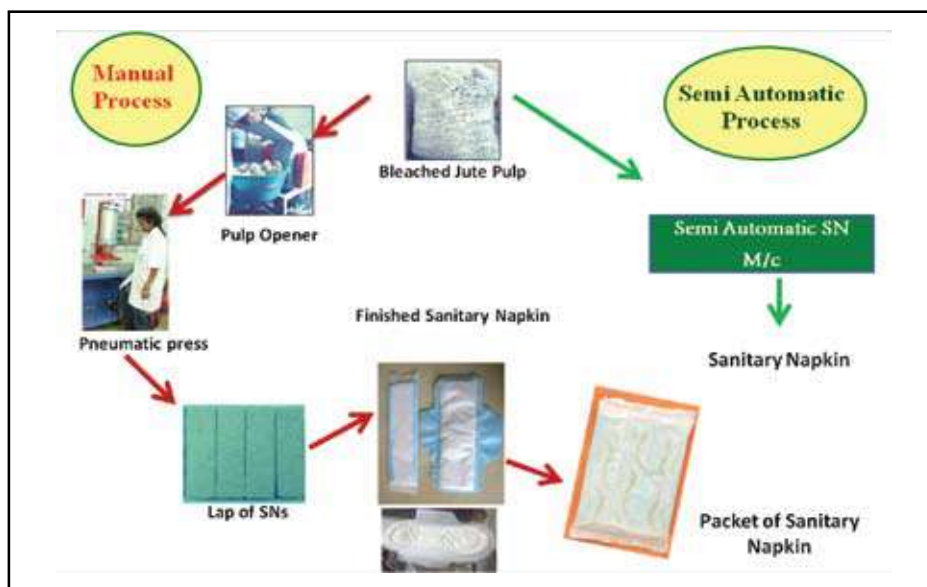 Manual
Process
Semi Automatic
Process
Bleached Jute Pulp
Pulp Opener
Semi Automatic SN
M/c
Pneumatic press
Finished Sanitary Napkin
Sanitary Napkin
Lap of SNs
Packet of Sanitary
Napkin